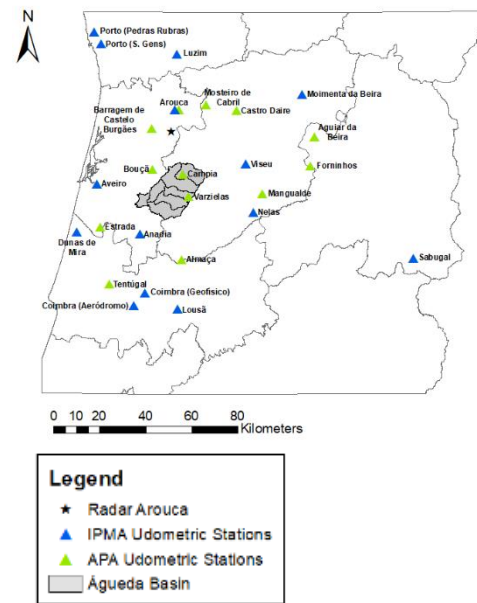 N
Porto (Pedras Rubras)
Porto (S. Gens)
Luzim
Mosteiro de
Cabril
Moimenta da Beira
Arouca
Castro Daire
Barragem de
Castelo
Burgães
Aguiar da
Beira
Bouçã
Campia
Viseu
Forninhos
Aveiro
Varzielas
Mangualde
Nelas
Estrada
Dunas de
Mira
Anadia
Almaça
Sabugal
Tentúgal
Coimbra (Geofísico)
Coimbra (Aeródromo)
Lousã
0 5 10 20 30 40 60 80
Kilometers
Legend
Radar Arouca
IPMA Udometric Stations
APA Udometric Stations
Águeda Basin